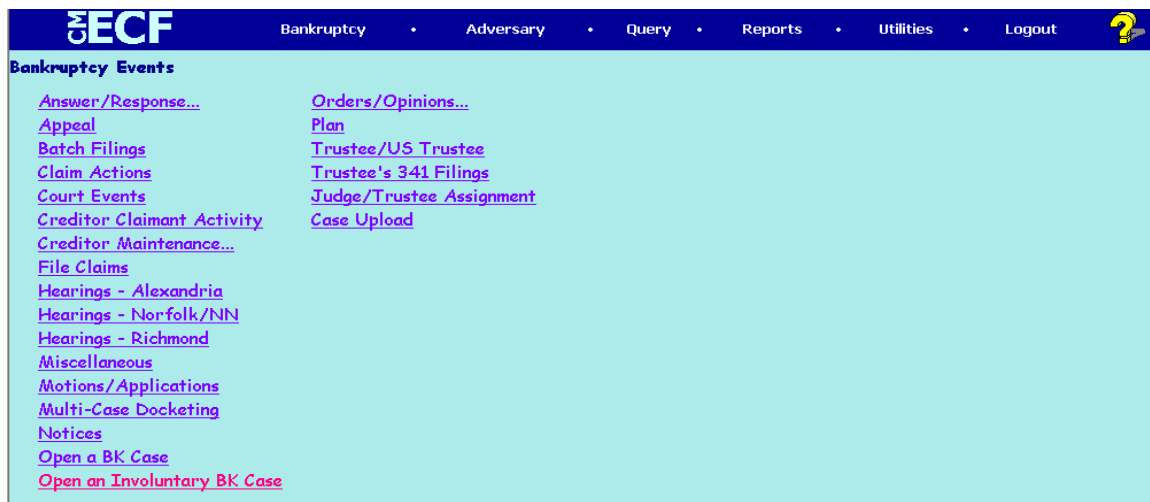 CM ECF Bankruptcy • Adversary • Query • Reports • Utilities • Logout ?
Bankruptcy Events
Answer/Response...
Appeal
Batch Filings
Claim Actions
Court Events
Creditor Claimant Activity
Creditor Maintenance...
File Claims
Hearings - Alexandria
Hearings - Norfolk/NN
Hearings - Richmond
Miscellaneous
Motions/Applications
Multi-Case Docketing
Notices
Open a BK Case
Open an Involuntary BK Case
Orders/Opinions...
Plan
Trustee/US Trustee
Trustee's 341 Filings
Judge/Trustee Assignment
Case Upload